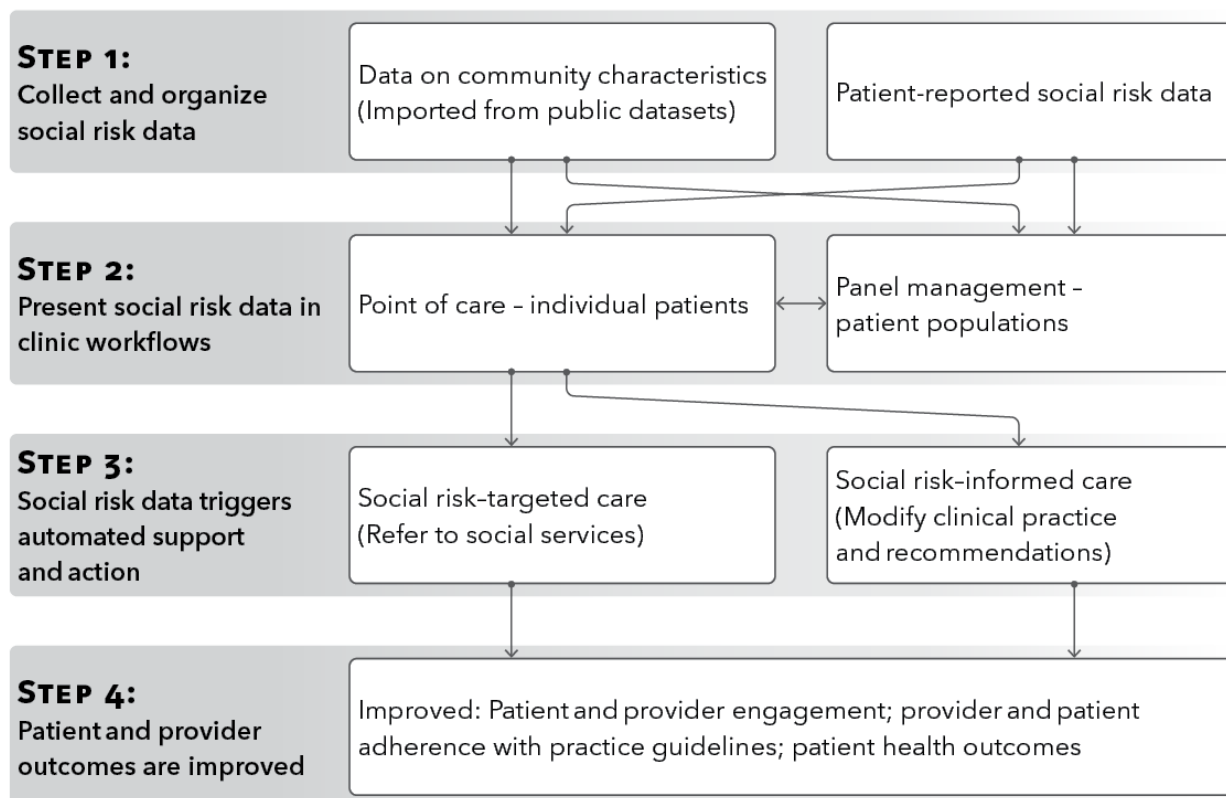 STEP 1:
Collect and organize
social risk data
Data on community characteristics
(Imported from public datasets)
Patient-reported social risk data
STEP 2:
Present social risk data in
clinic workflows
Point of care – individual patients
Panel management –
patient populations
STEP 3:
Social risk data triggers
automated support
and action
Social risk–targeted care
(Refer to social services)
Social risk–informed care
(Modify clinical practice
and recommendations)
STEP 4:
Patient and provider
outcomes are improved
Improved: Patient and provider engagement; provider and patient
adherence with practice guidelines; patient health outcomes